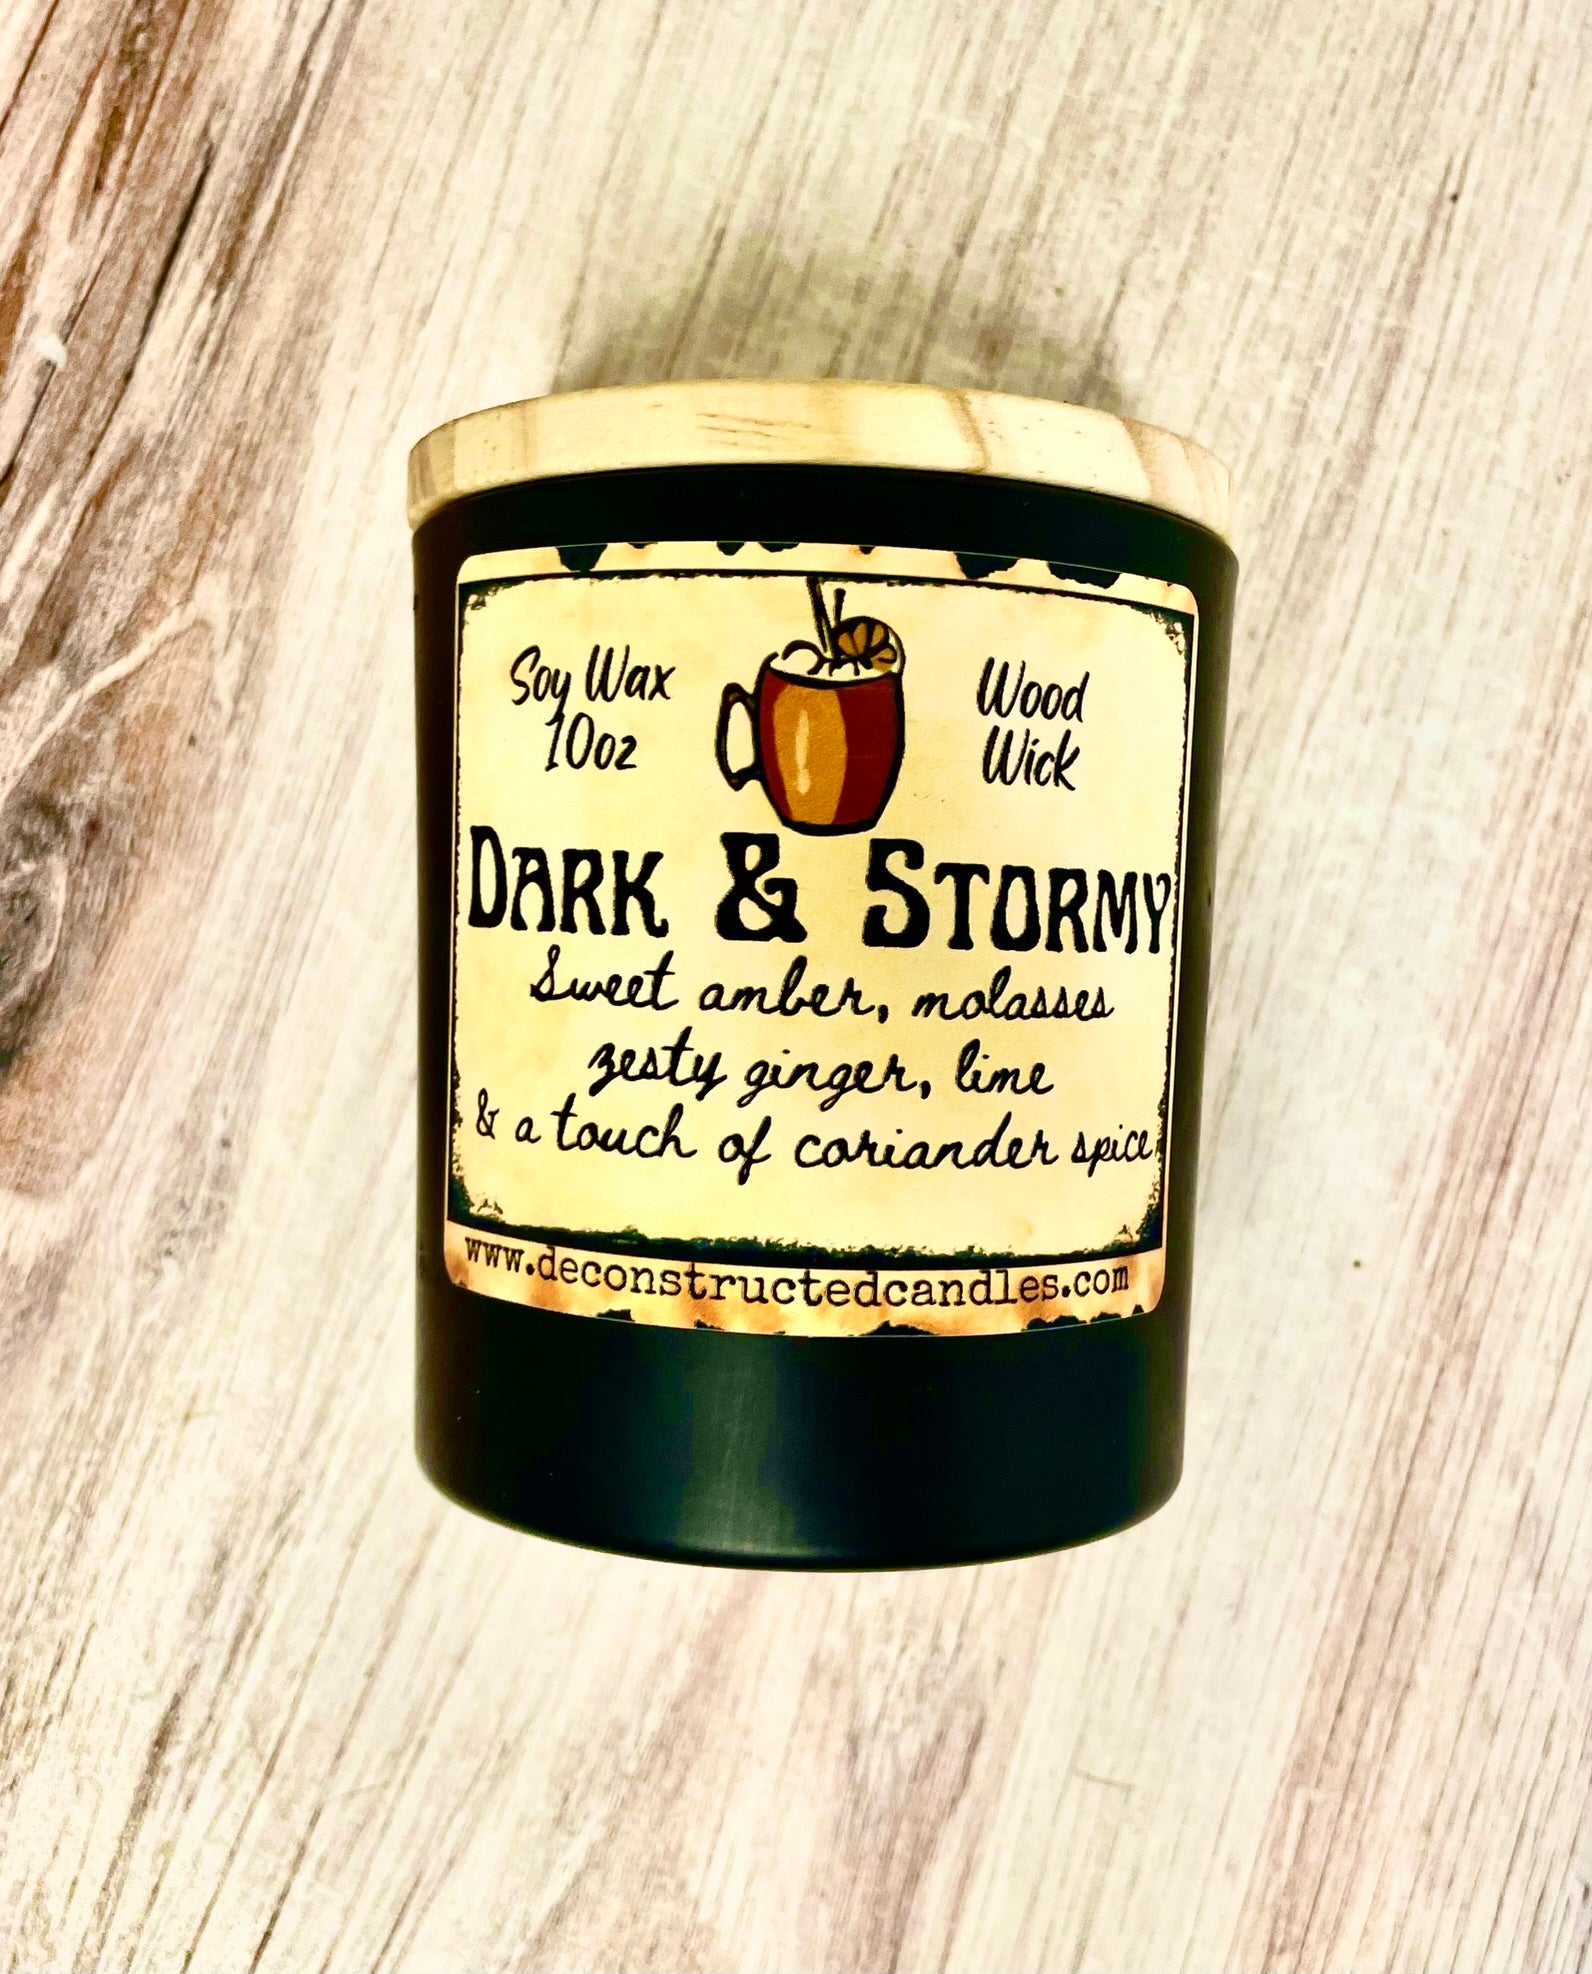 Soy Wax
10oz
Wood
Wick
DARK & STORMY
Sweet amber, molasses
zesty ginger, lime
& a touch of coriander spice
www.deconstructedcandles.com